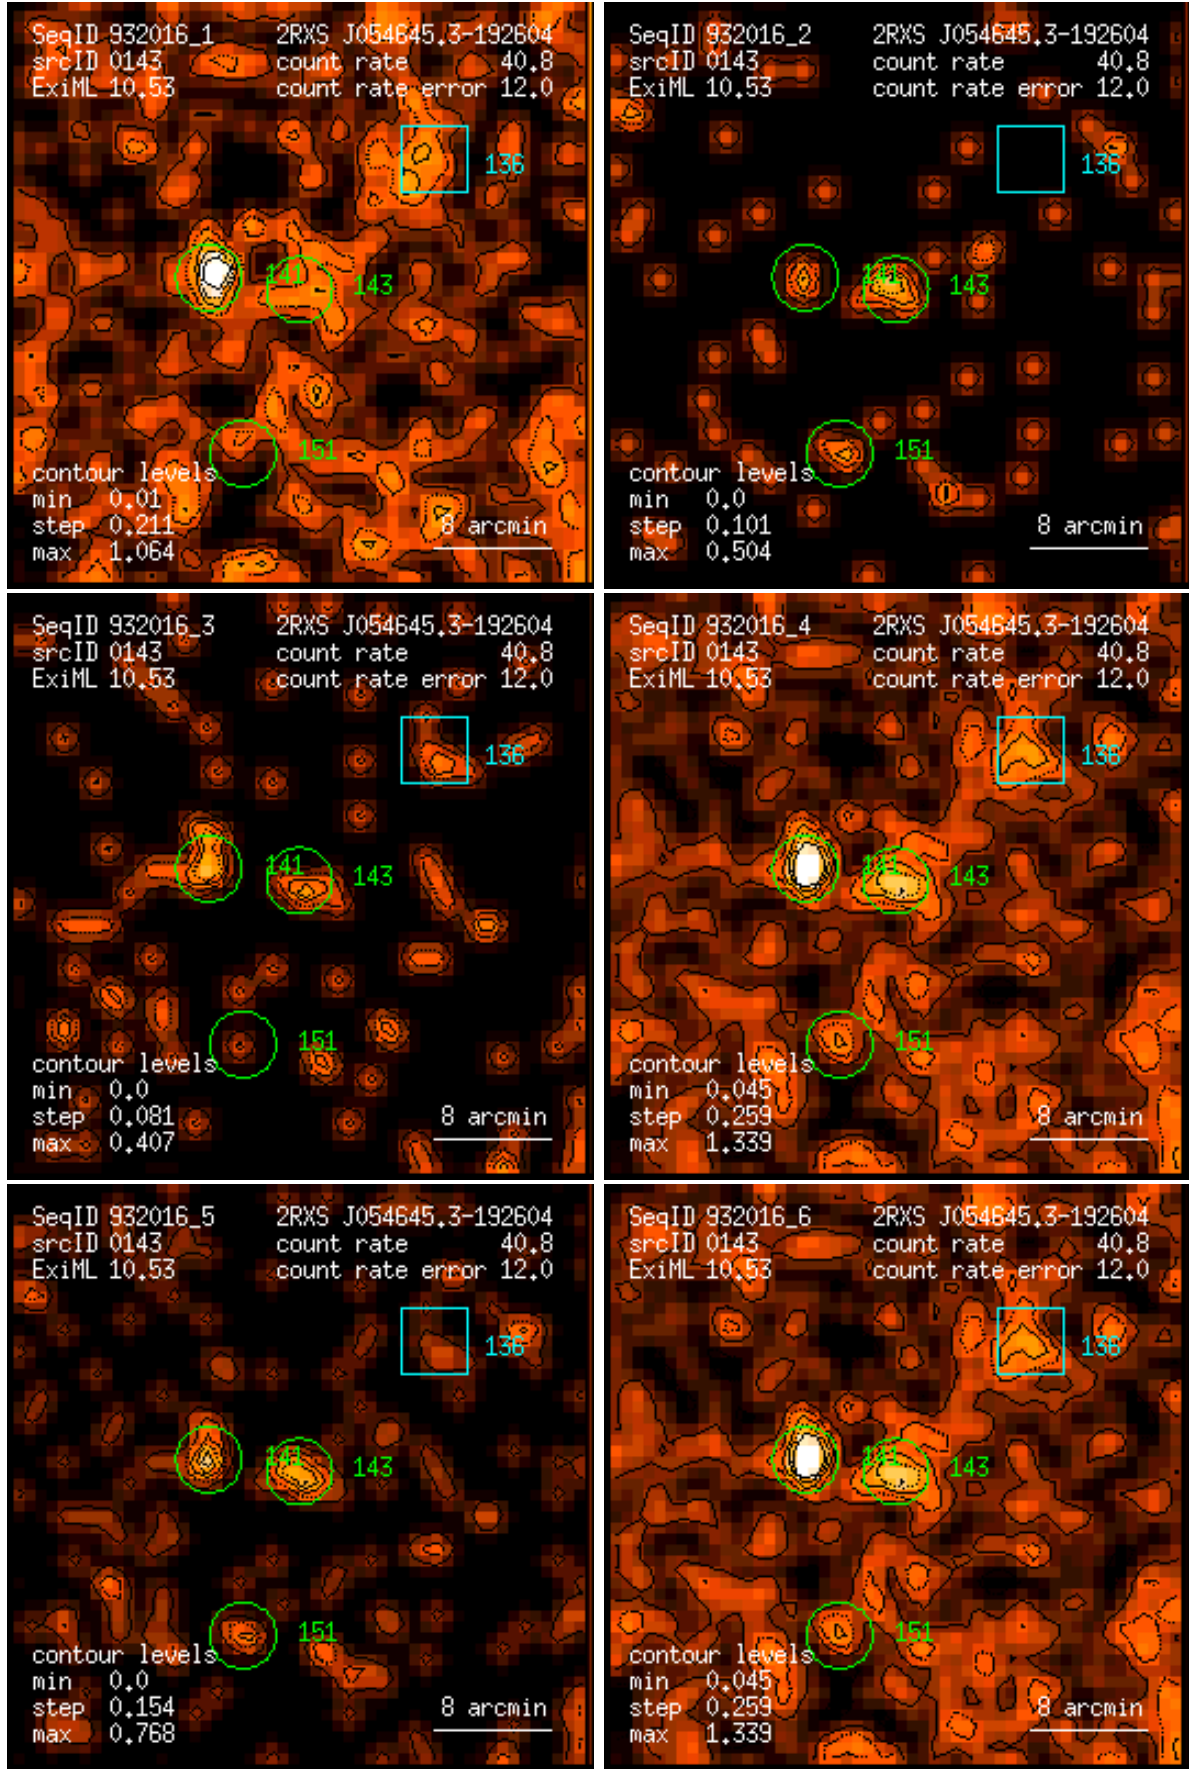 SeqID 932016_1 2RXS J054645.3-192604
srcID 0143 count rate 40.8
ExiML 10.53 count rate error 12.0
136
141 143
151
contour levels
min 0.01
step 0.211 8 arcmin
max 1.064
SeqID 932016_2 2RXS J054645.3-192604
srcID 0143 count rate 40.8
ExiML 10.53 count rate error 12.0
136
141 143
151
contour levels
min 0.0
step 0.101 8 arcmin
max 0.504
SeqID 932016_3 2RXS J054645.3-192604
srcID 0143 count rate 40.8
ExiML 10.53 count rate error 12.0
136
141 143
151
contour levels
min 0.0
step 0.081 8 arcmin
max 0.407
SeqID 932016_4 2RXS J054645.3-192604
srcID 0143 count rate 40.8
ExiML 10.53 count rate error 12.0
136
141 143
151
contour levels
min 0.045
step 0.259 8 arcmin
max 1.339
SeqID 932016_5 2RXS J054645.3-192604
srcID 0143 count rate 40.8
ExiML 10.53 count rate error 12.0
136
141 143
151
contour levels
min 0.0
step 0.154 8 arcmin
max 0.768
SeqID 932016_6 2RXS J054645.3-192604
srcID 0143 count rate 40.8
ExiML 10.53 count rate error 12.0
136
141 143
151
contour levels
min 0.045
step 0.259 8 arcmin
max 1.339